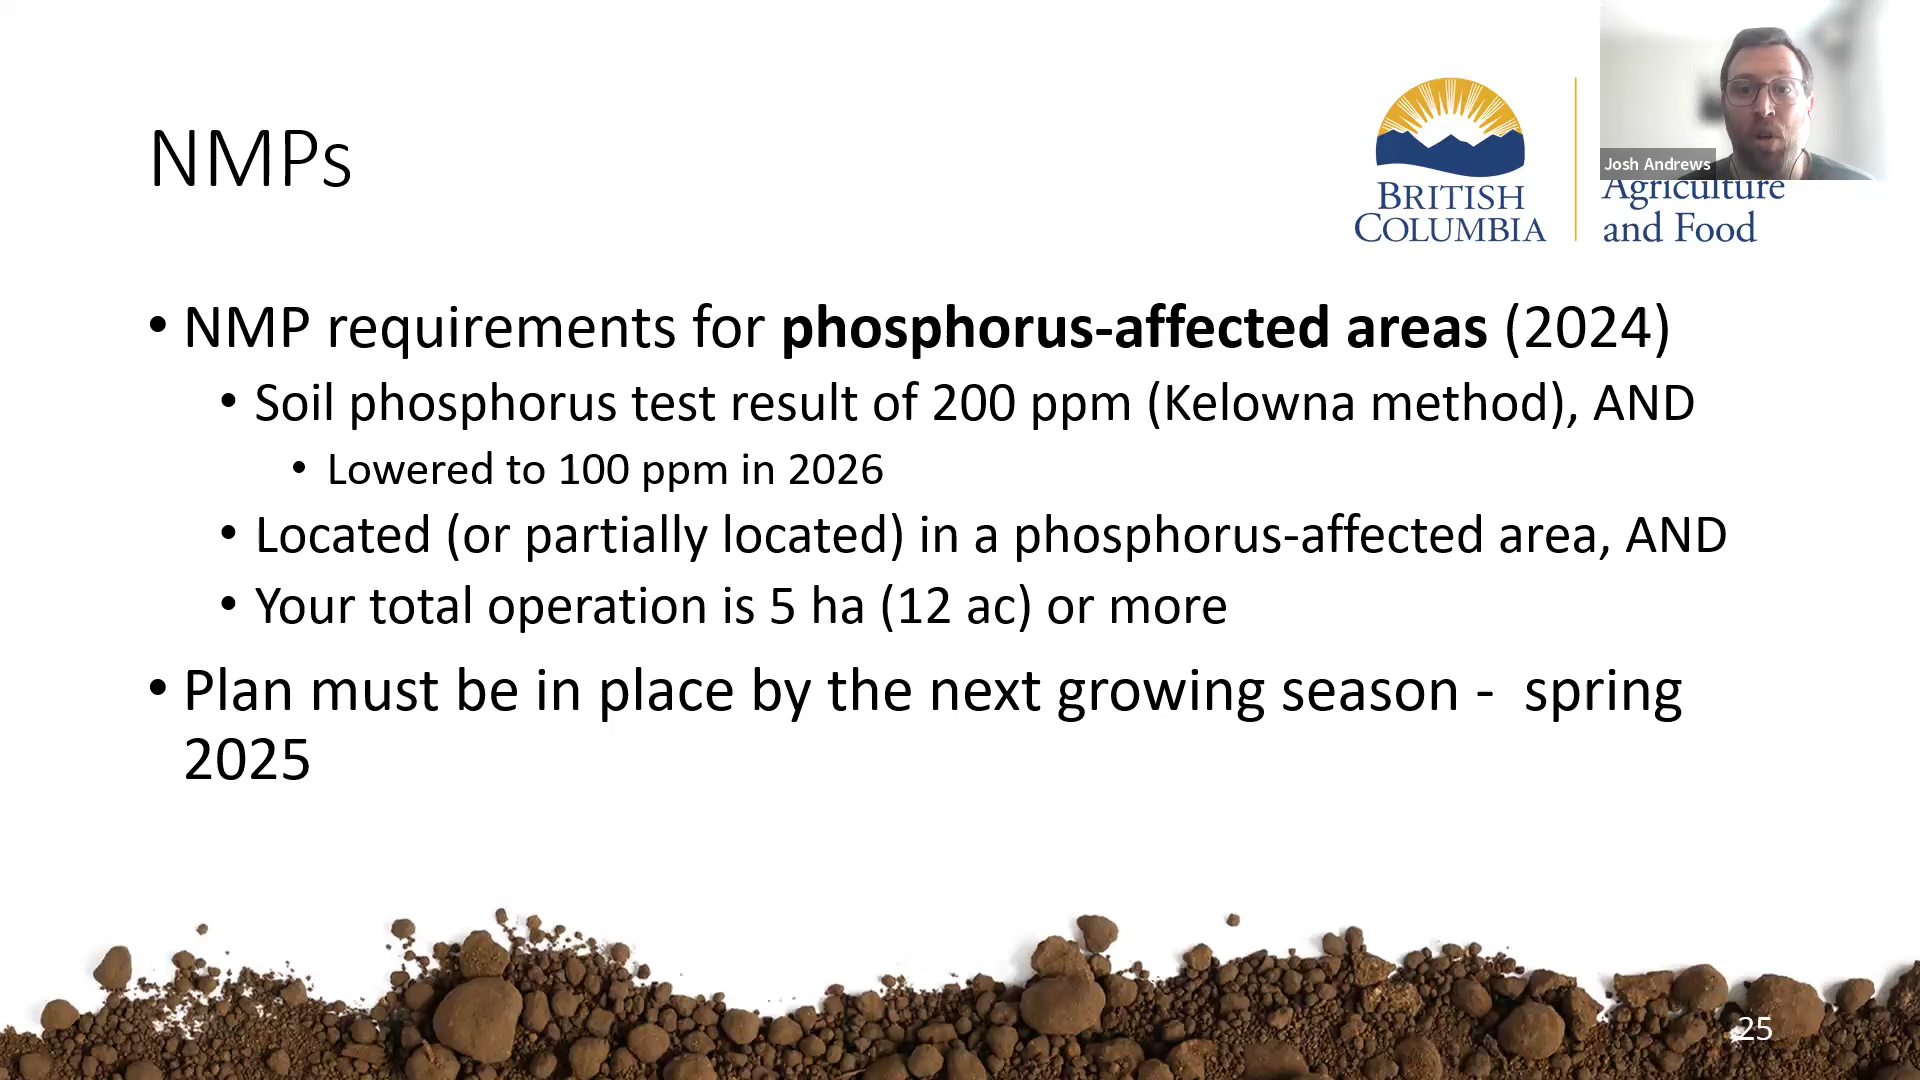 NMPs
BRITISH
COLUMBIA
Agriculture
and Food
Josh Andrews
• NMP requirements for phosphorus-affected areas (2024)
• Soil phosphorus test result of 200 ppm (Kelowna method), AND
• Lowered to 100 ppm in 2026
• Located (or partially located) in a phosphorus-affected area, AND
• Your total operation is 5 ha (12 ac) or more
• Plan must be in place by the next growing season -  spring
2025
25